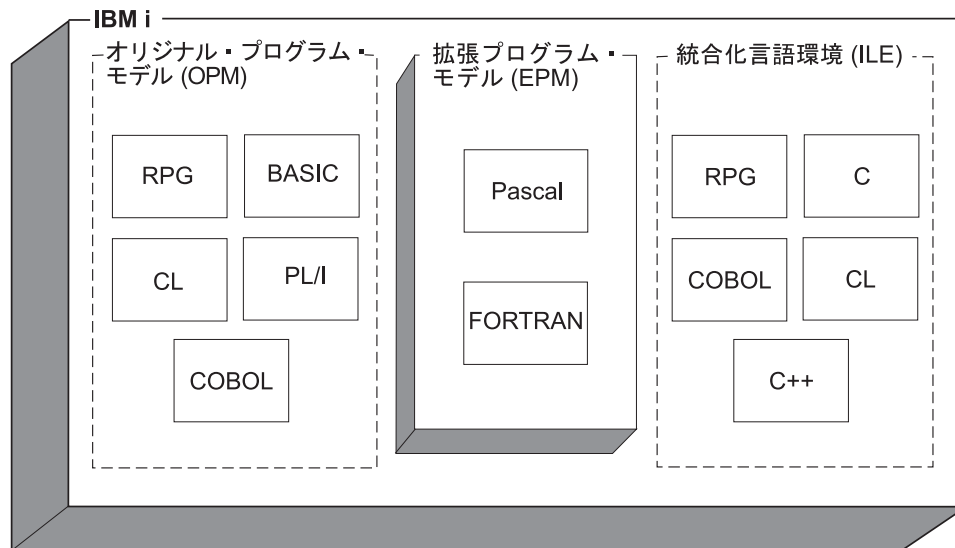 IBM i
オリジナル・プログラム・
モデル (OPM)
RPG
BASIC
CL
PL/I
COBOL
拡張プログラム・
モデル (EPM)
Pascal
FORTRAN
統合化言語環境 (ILE)
RPG
C
COBOL
CL
C++